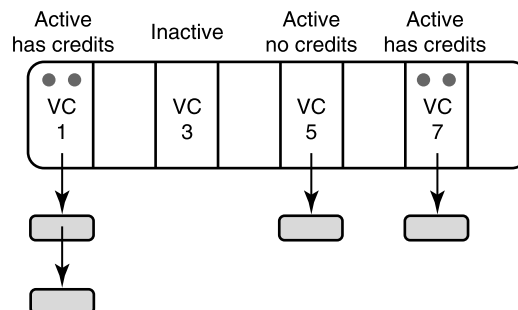 Active
has credits
Inactive
Active
no credits
Active
has credits
VC
1
VC
3
VC
5
VC
7